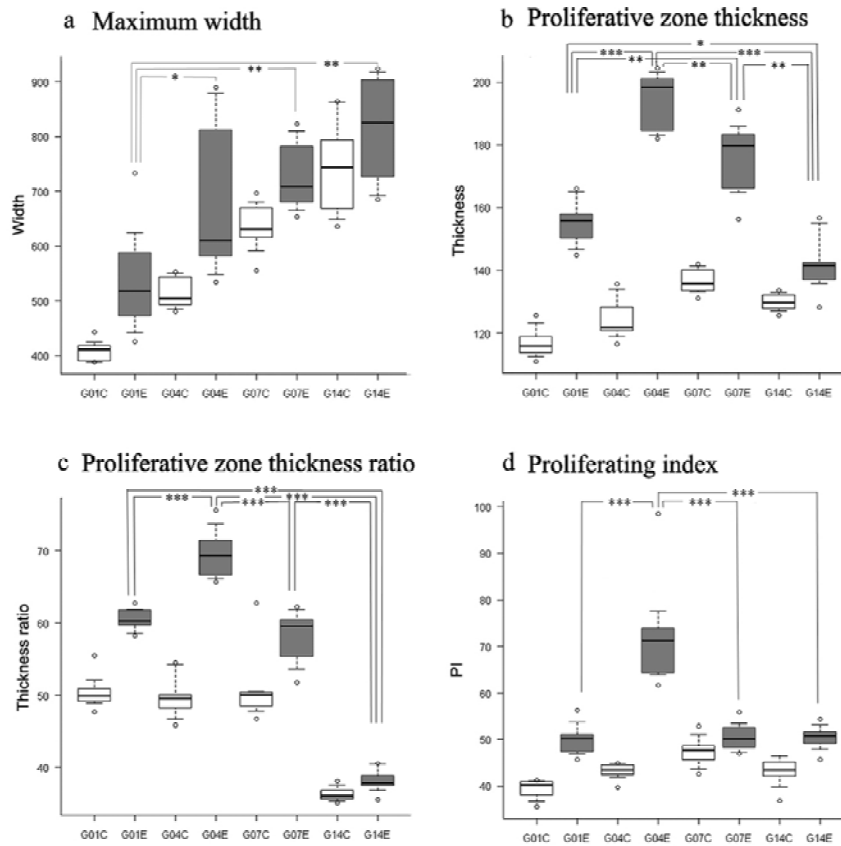 a Maximum width
* ** **
Width
900
800
700
600
500
400
G01C G01E G04C G04E G07C G07E G14C G14E
b Proliferative zone thickness
*
*** ***
** ** **
Thickness
200
180
160
140
120
G01C G01E G04C G04E G07C G07E G14C G14E
c Proliferative zone thickness ratio
***
*** ***
*** ***
Thickness ratio
70
60
50
40
G01C G01E G04C G04E G07C G07E G14C G14E
d Proliferating index
***
*** ***
PI
100
90
80
70
60
50
40
G01C G01E G04C G04E G07C G07E G14C G14E